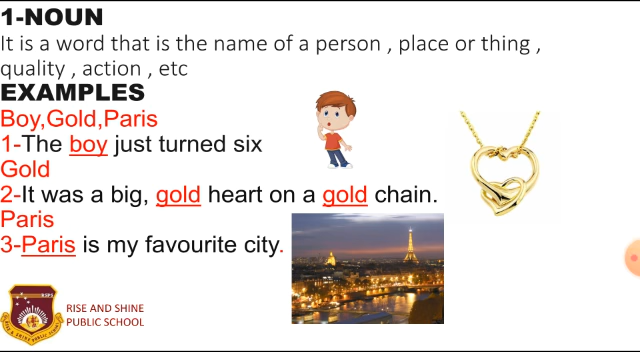 1-NOUN
It is a word that is the name of a person , place or thing ,
quality , action , etc
EXAMPLES
Boy,Gold,Paris
1-The boy just turned six
Gold
2-It was a big, gold heart on a gold chain.
Paris
3-Paris is my favourite city.
RISE AND SHINE
PUBLIC SCHOOL